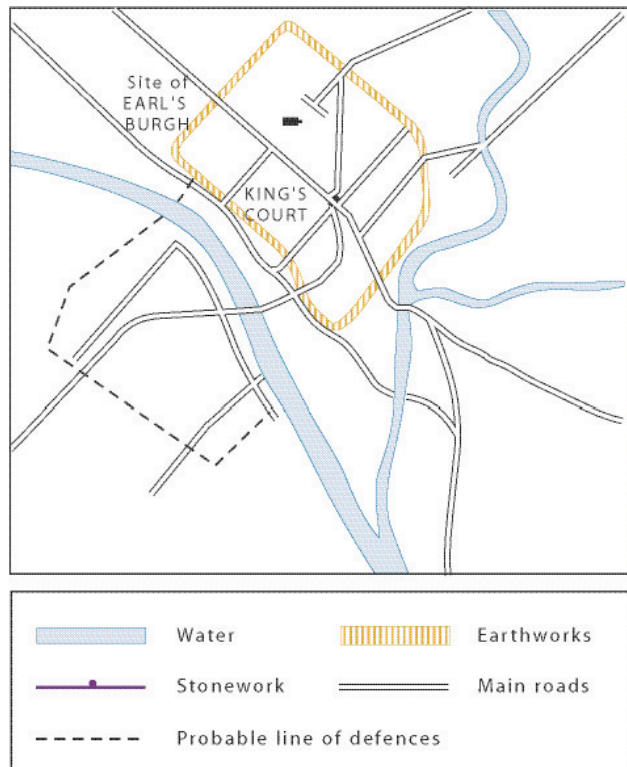 Site of
EARL'S
BURGH
KING'S
COURT
Water
Earthworks
Stonework
Main roads
Probable line of defences